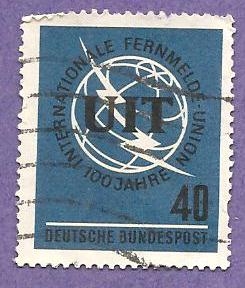 INTERNATIONALE FERNMELDE-UNION
UIT
100 JAHRE
40
DEUTSCHE BUNDESPOST